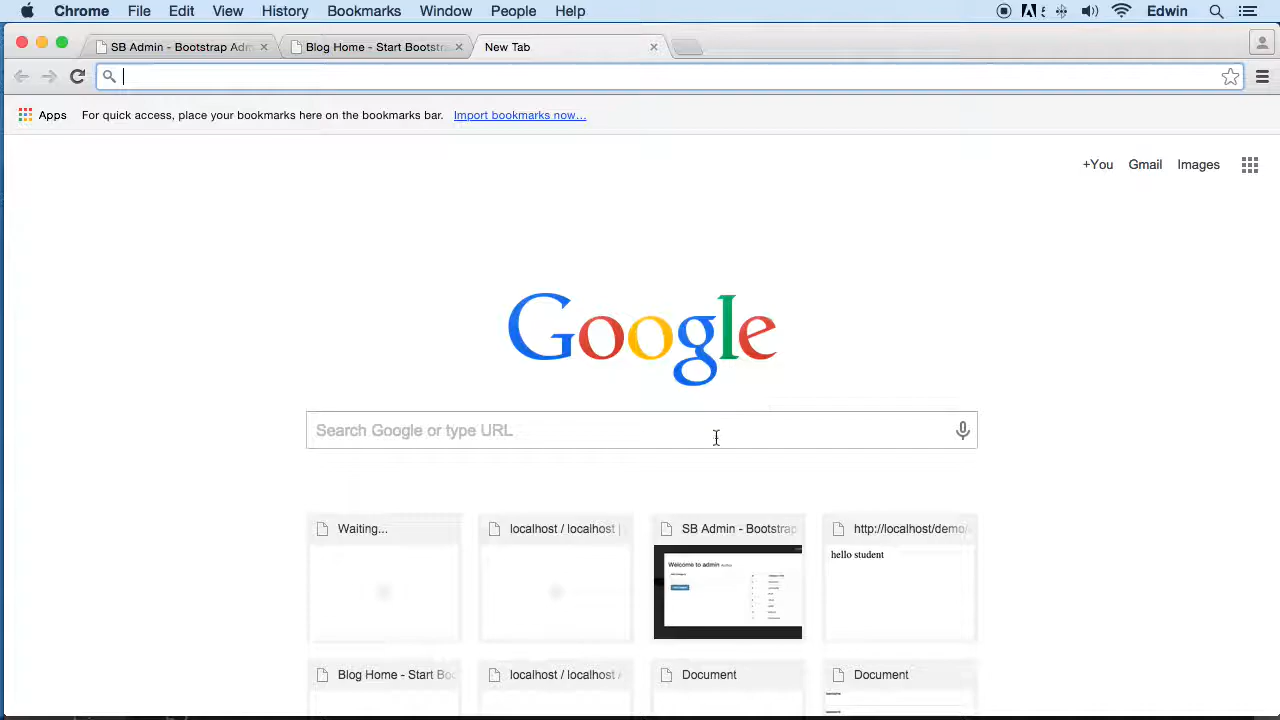 Chrome File Edit View History Bookmarks Window People Help Edwin
SB Admin - Bootstrap Adm Blog Home - Start Bootstra New Tab
Apps For quick access, place your bookmarks here on the bookmarks bar. Import bookmarks now...
+You Gmail Images
Google
Search Google or type URL
Waiting... localhost / localhost | SB Admin - Bootstrap http://localhost/demo/
hello student
Welcome to admin
Blog Home - Start Boo localhost / localhost / Document Document